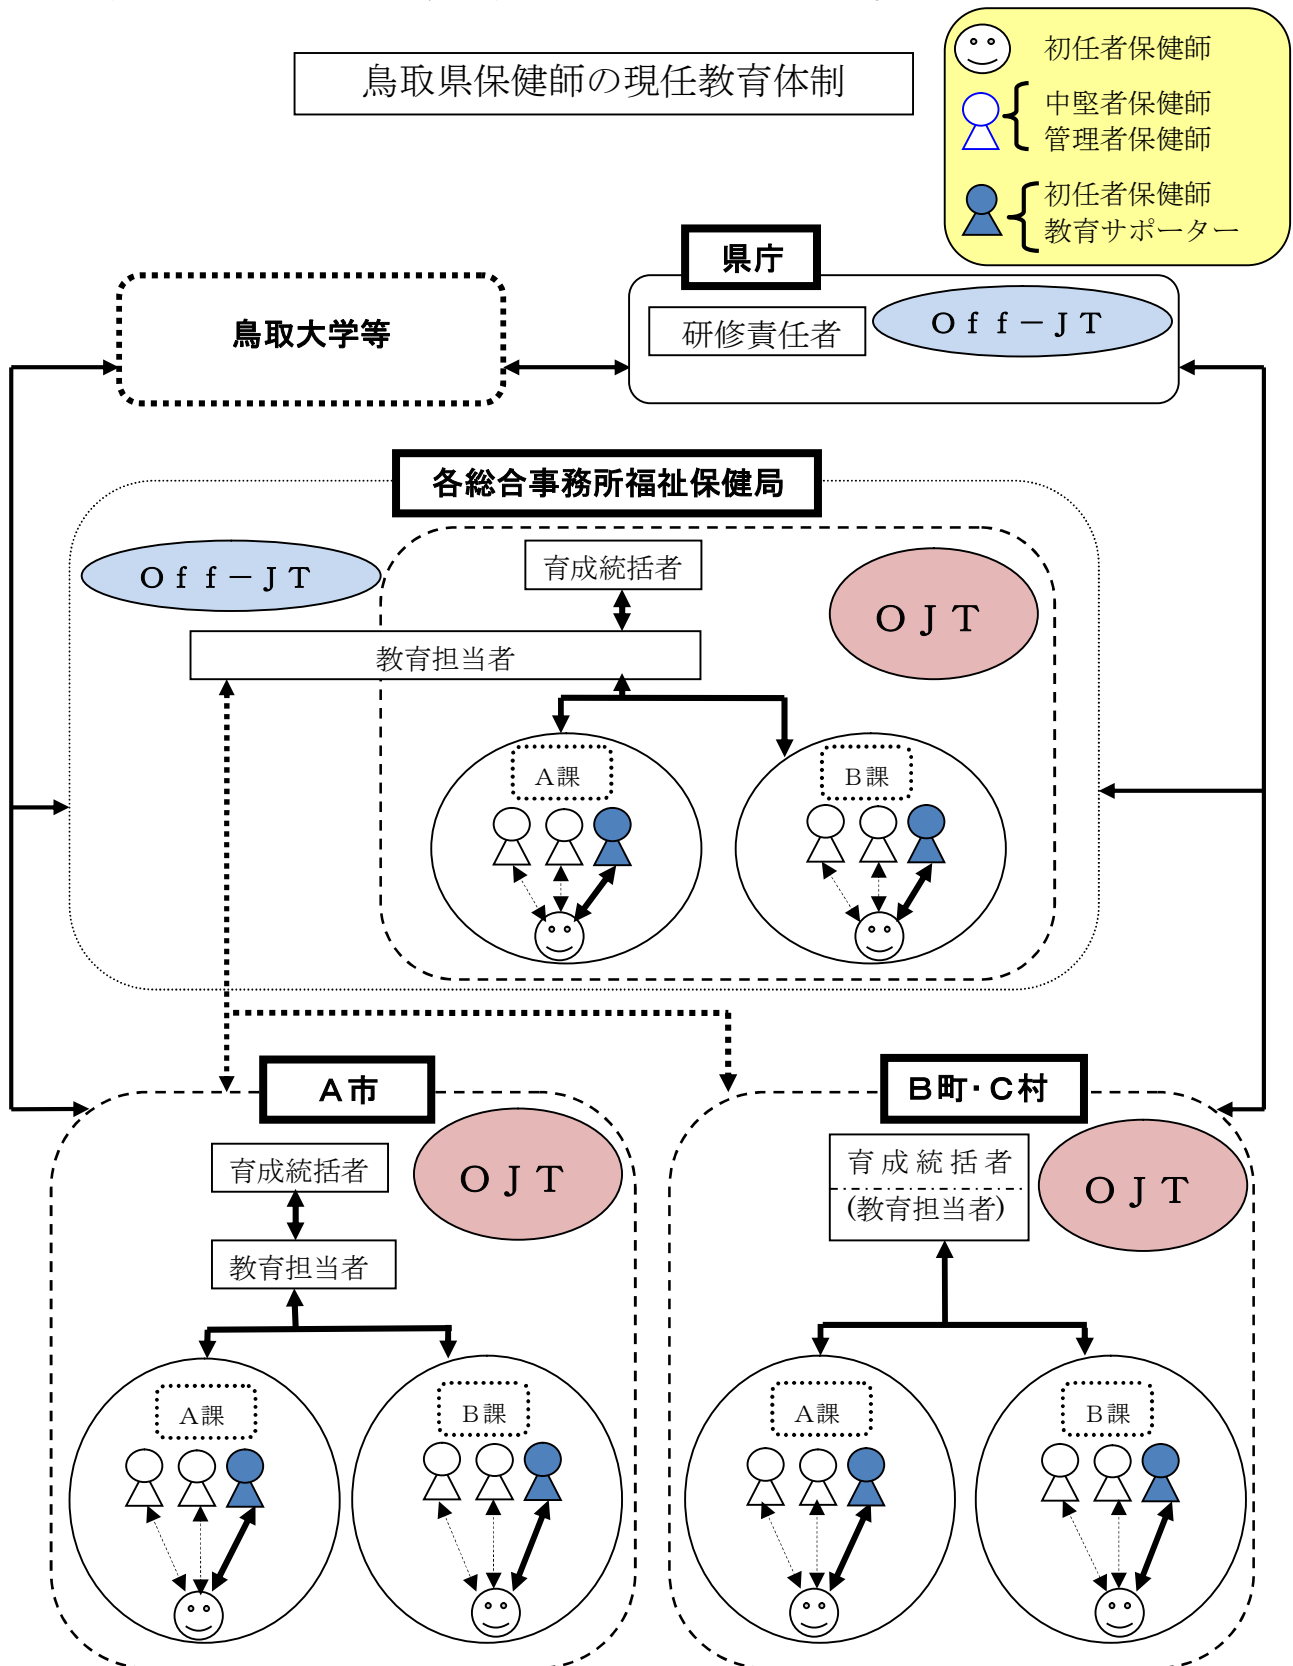 鳥取県保健師の現任教育体制
初任者保健師
中堅者保健師
管理者保健師
初任者保健師
教育サポーター
県庁
鳥取大学等
研修責任者
Off－JT
各総合事務所福祉保健局
Off－JT
育成統括者
OJT
教育担当者
A課
B課
A市
B町・C村
育成統括者
OJT
教育担当者
育成統括者
(教育担当者)
OJT
A課
B課
A課
B課